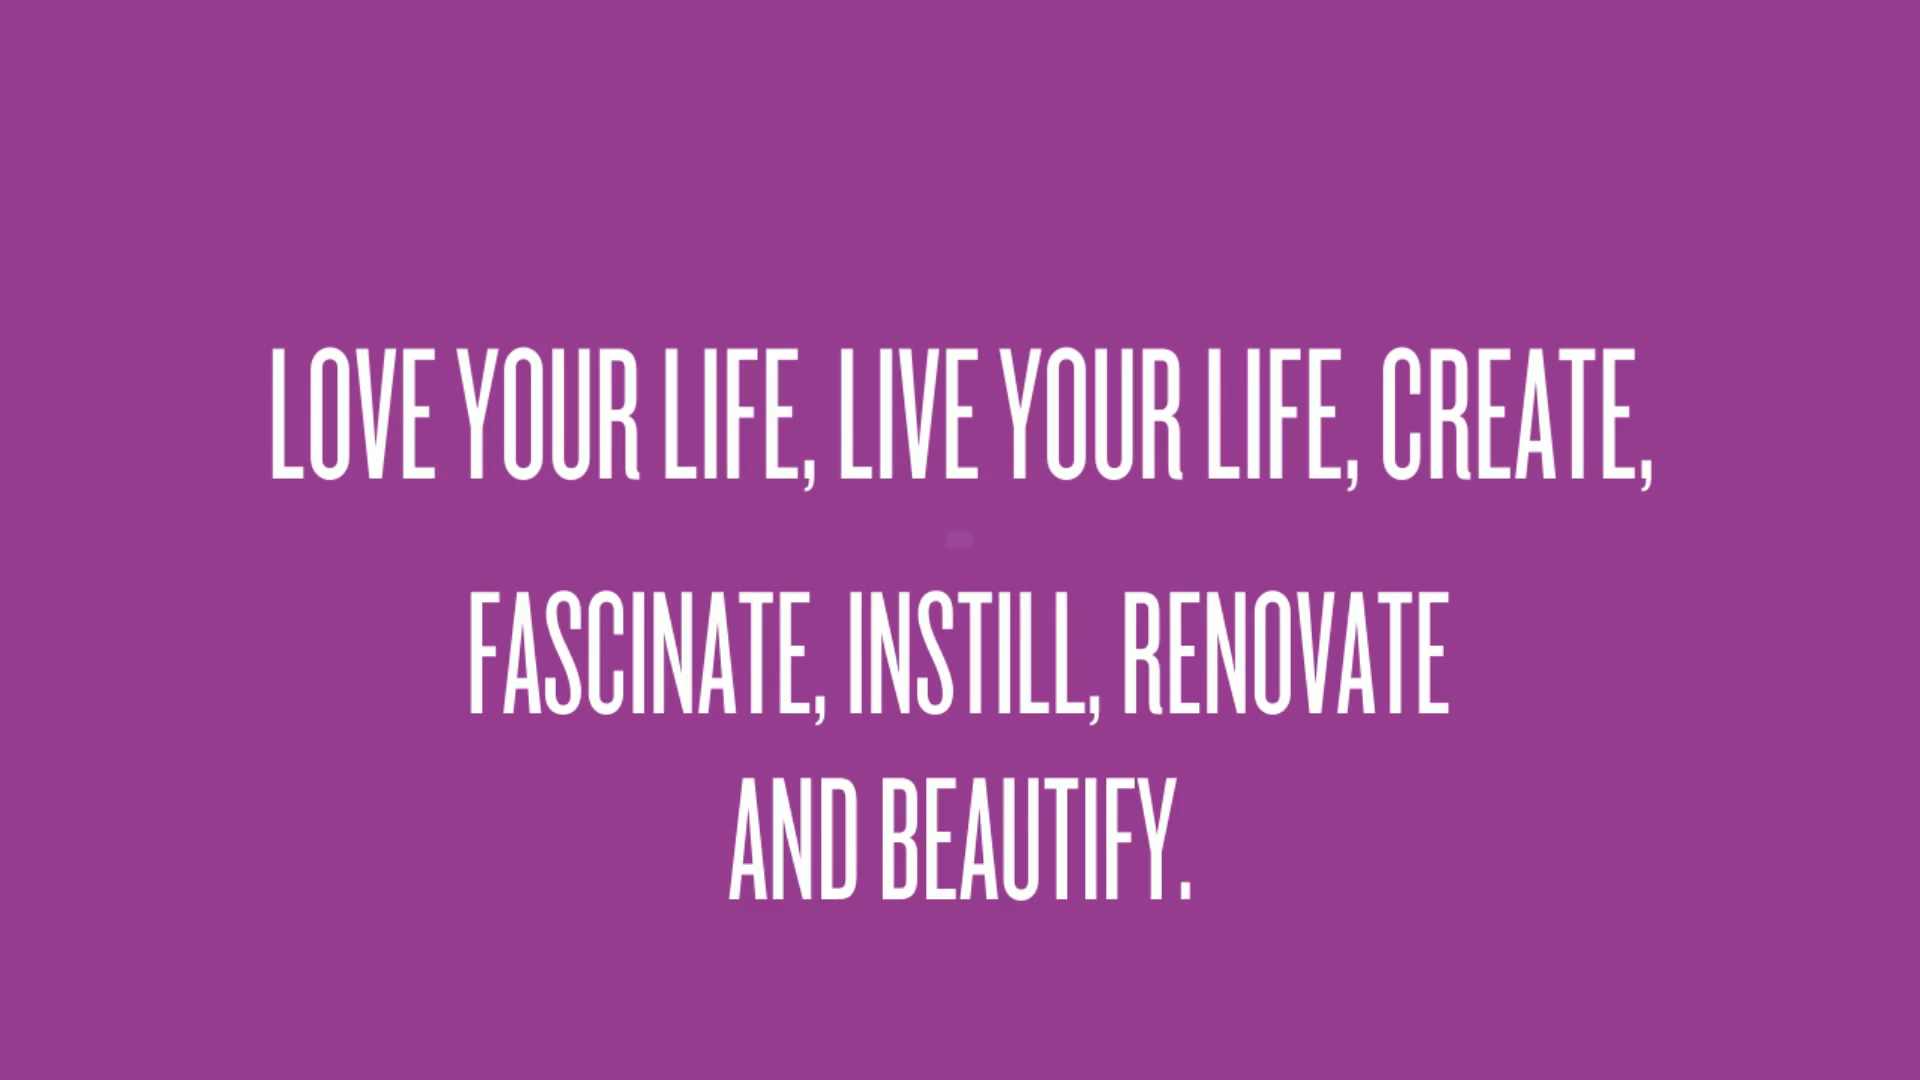 LOVE YOUR LIFE, LIVE YOUR LIFE, CREATE,
FASCINATE, INSTILL, RENOVATE
AND BEAUTIFY.